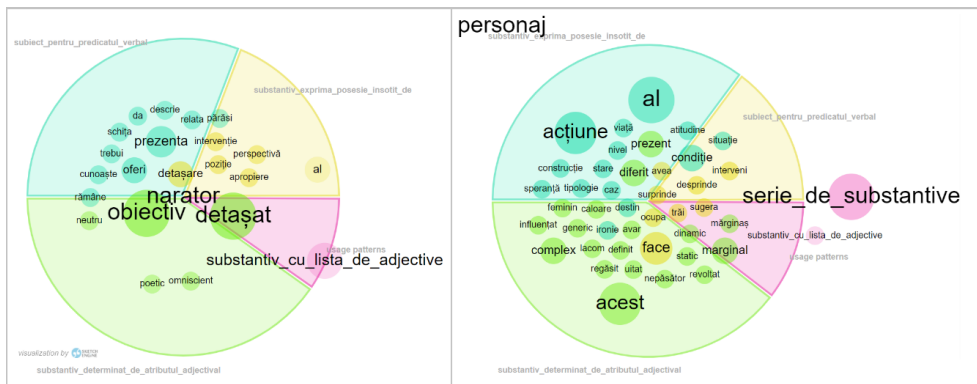 subiect_pentru_predicatul_verbal
substantiv_exprima_posesie_insotit_de
descrie
da
relata
părăsi
schița
prezenta
intervenție
trebui
perspectivă
oferi
poziție
al
cunoaște
detașare
apropiere
rămâne
narator
neutru
obiectiv
detașat
usage patterns
substantiv_cu_lista_de_adjective
poetic
omniscient
visualization by SKETCH ENGINE
substantiv_determinat_de_atributul_adjectival
personaj
substantiv_exprima_posesie_insotit_de
al
subiect_pentru_predicatul_verbal
acțiune
viață
atitudine
situație
nivel
prezent
condiție
construcție
stare
diferit
avea
interveni
speranță
tipologie
caz
desprinde
surprinde
serie_de_substantive
feminin
caloare
destin
trăi
sugera
ocupa
influențat
generic
ironie
avar
mărginaș
dinamic
substantiv_cu_lista_de_adjective
complex
lacom
definit
face
marginal
usage patterns
static
regăsit
uitat
nepăsător
revoltat
acest
substantiv_determinat_de_atributul_adjectival